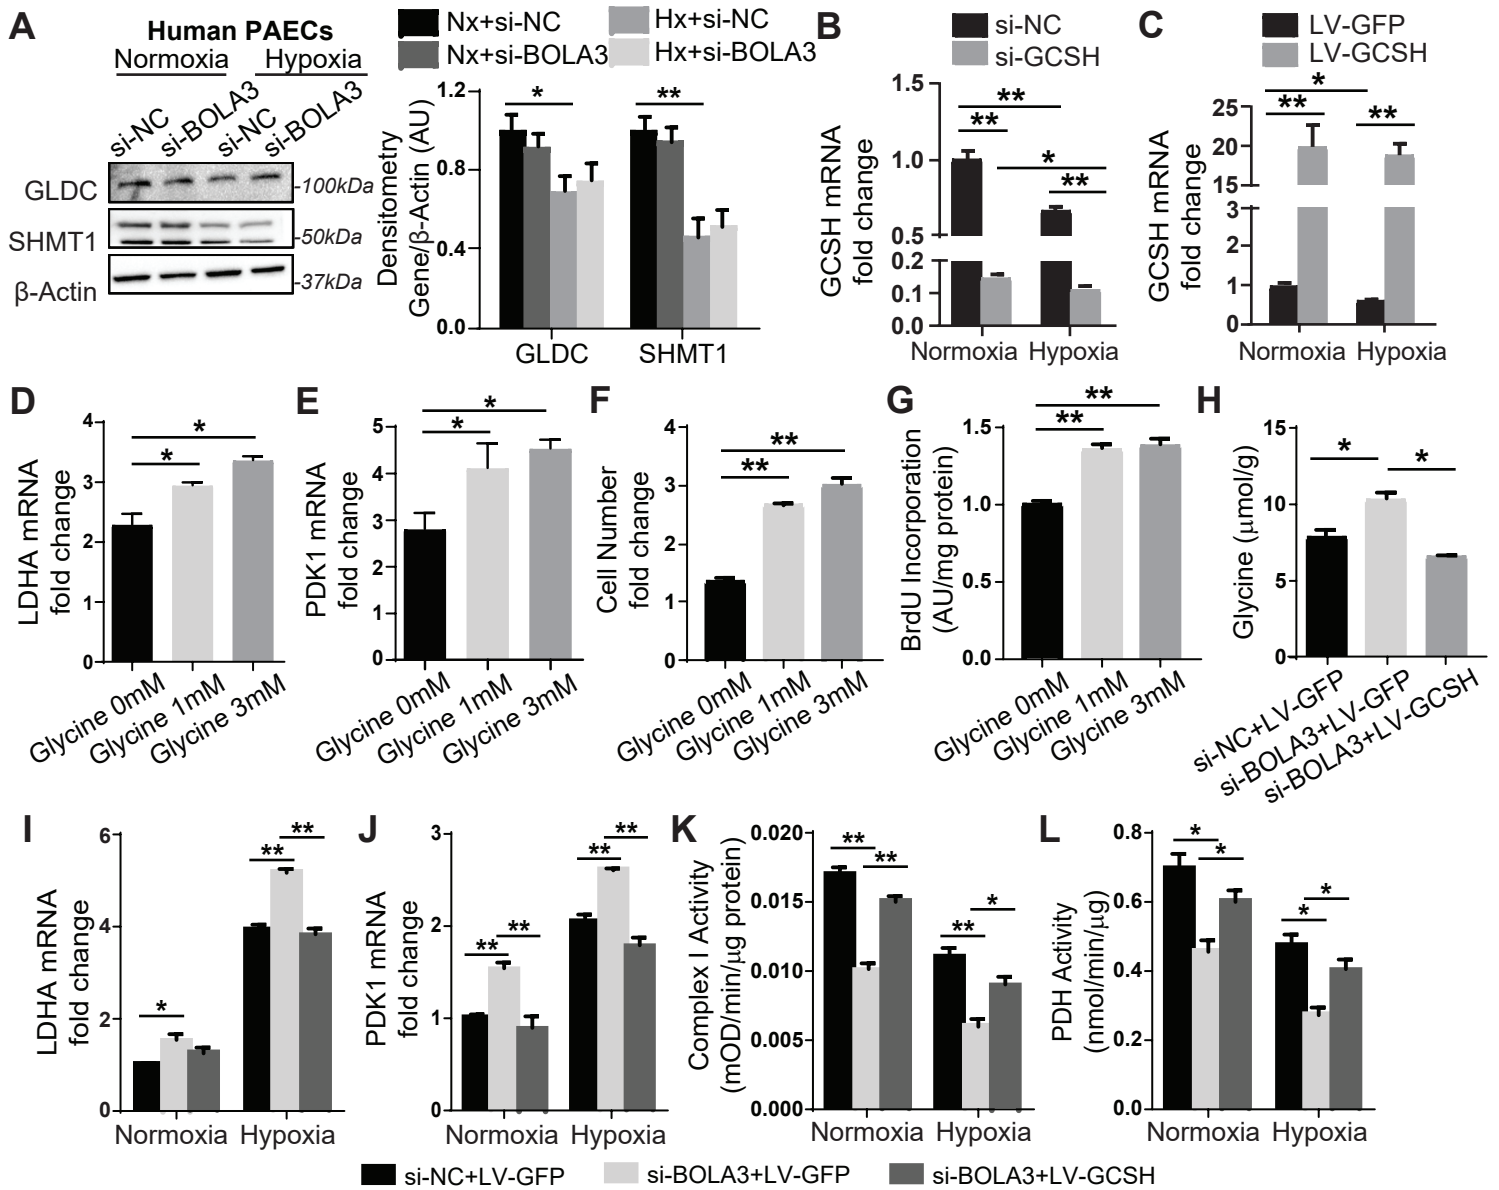 A
Human PAECs
Normoxia Hypoxia
si-NC
si-BOLA3
si-NC
si-BOLA3
GLDC
-100kDa
SHMT1
-50kDa
β-Actin
-37kDa
Nx+si-NC
Hx+si-NC
Nx+si-BOLA3
Hx+si-BOLA3
Densitometry
Gene/β-Actin (AU)
1.2
0.8
0.4
0.0
*
**
GLDC SHMT1
B
si-NC
si-GCSH
GCSH mRNA
fold change
1.5
1.0
0.5
0.2
0.1
0.0
**
**
*
**
Normoxia Hypoxia
C
LV-GFP
LV-GCSH
GCSH mRNA
fold change
25
20
15
3
2
1
0
*
**
**
Normoxia Hypoxia
D
LDHA mRNA
fold change
4
3
2
1
0
*
*
Glycine 0mM
Glycine 1mM
Glycine 3mM
E
PDK1 mRNA
fold change
5
4
3
2
1
0
*
*
Glycine 0mM
Glycine 1mM
Glycine 3mM
F
Cell Number
fold change
4
3
2
1
0
**
**
Glycine 0mM
Glycine 1mM
Glycine 3mM
G
BrdU Incorporation
(AU/mg protein)
1.5
1.0
0.5
0.0
**
**
Glycine 0mM
Glycine 1mM
Glycine 3mM
H
Glycine (μmol/g)
15
10
5
0
*
*
si-NC+LV-GFP
si-BOLA3+LV-GFP
si-BOLA3+LV-GCSH
I
LDHA mRNA
fold change
6
4
2
0
*
**
**
Normoxia Hypoxia
J
PDK1 mRNA
fold change
3
2
1
0
**
**
**
**
Normoxia Hypoxia
K
Complex I Activity
(mOD/min/μg protein)
0.020
0.015
0.010
0.005
0.000
**
**
**
*
Normoxia Hypoxia
L
PDH Activity
(nmol/min/μg)
0.8
0.6
0.4
0.2
0.0
*
*
*
*
Normoxia Hypoxia
si-NC+LV-GFP si-BOLA3+LV-GFP si-BOLA3+LV-GCSH